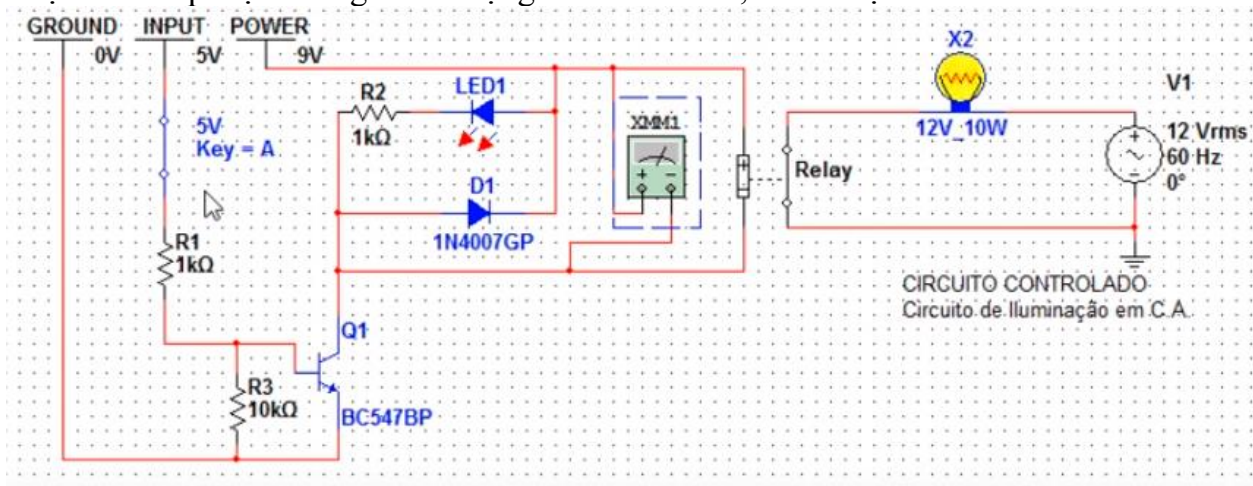 GROUND INPUT POWER
0V 5V 9V
X2
V1
R2 LED1
1kΩ
XMM1
5V
Key = A
12V_10W
12 Vrms
60 Hz
0°
Relay
D1
1N4007GP
R1
1kΩ
CIRCUITO CONTROLADO
Circuito de Iluminação em C.A.
Q1
R3
10kΩ
BC547BP